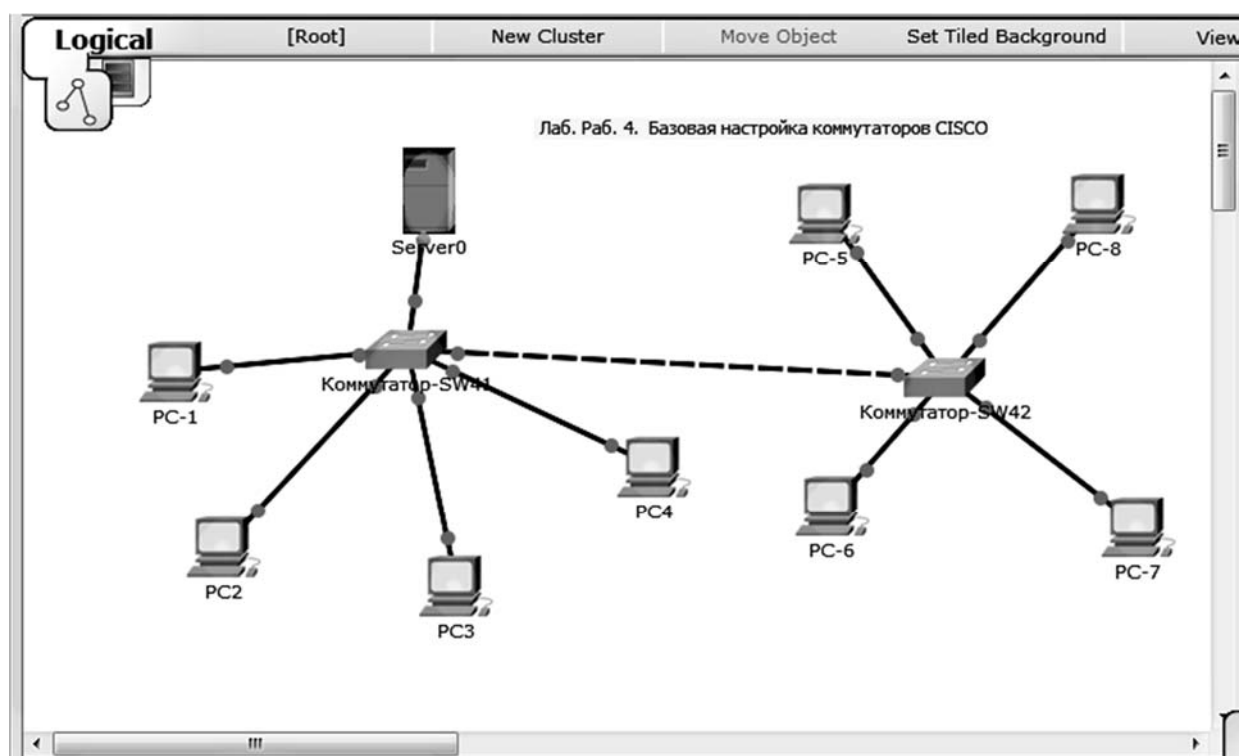 Logical [Root] New Cluster Move Object Set Tiled Background View
Лаб. Раб. 4. Базовая настройка коммутаторов CISCO
Server0
PC-5
PC-8
PC-1
Коммутатор-SW41
Коммутатор-SW42
PC4
PC2
PC3
PC-6
PC-7